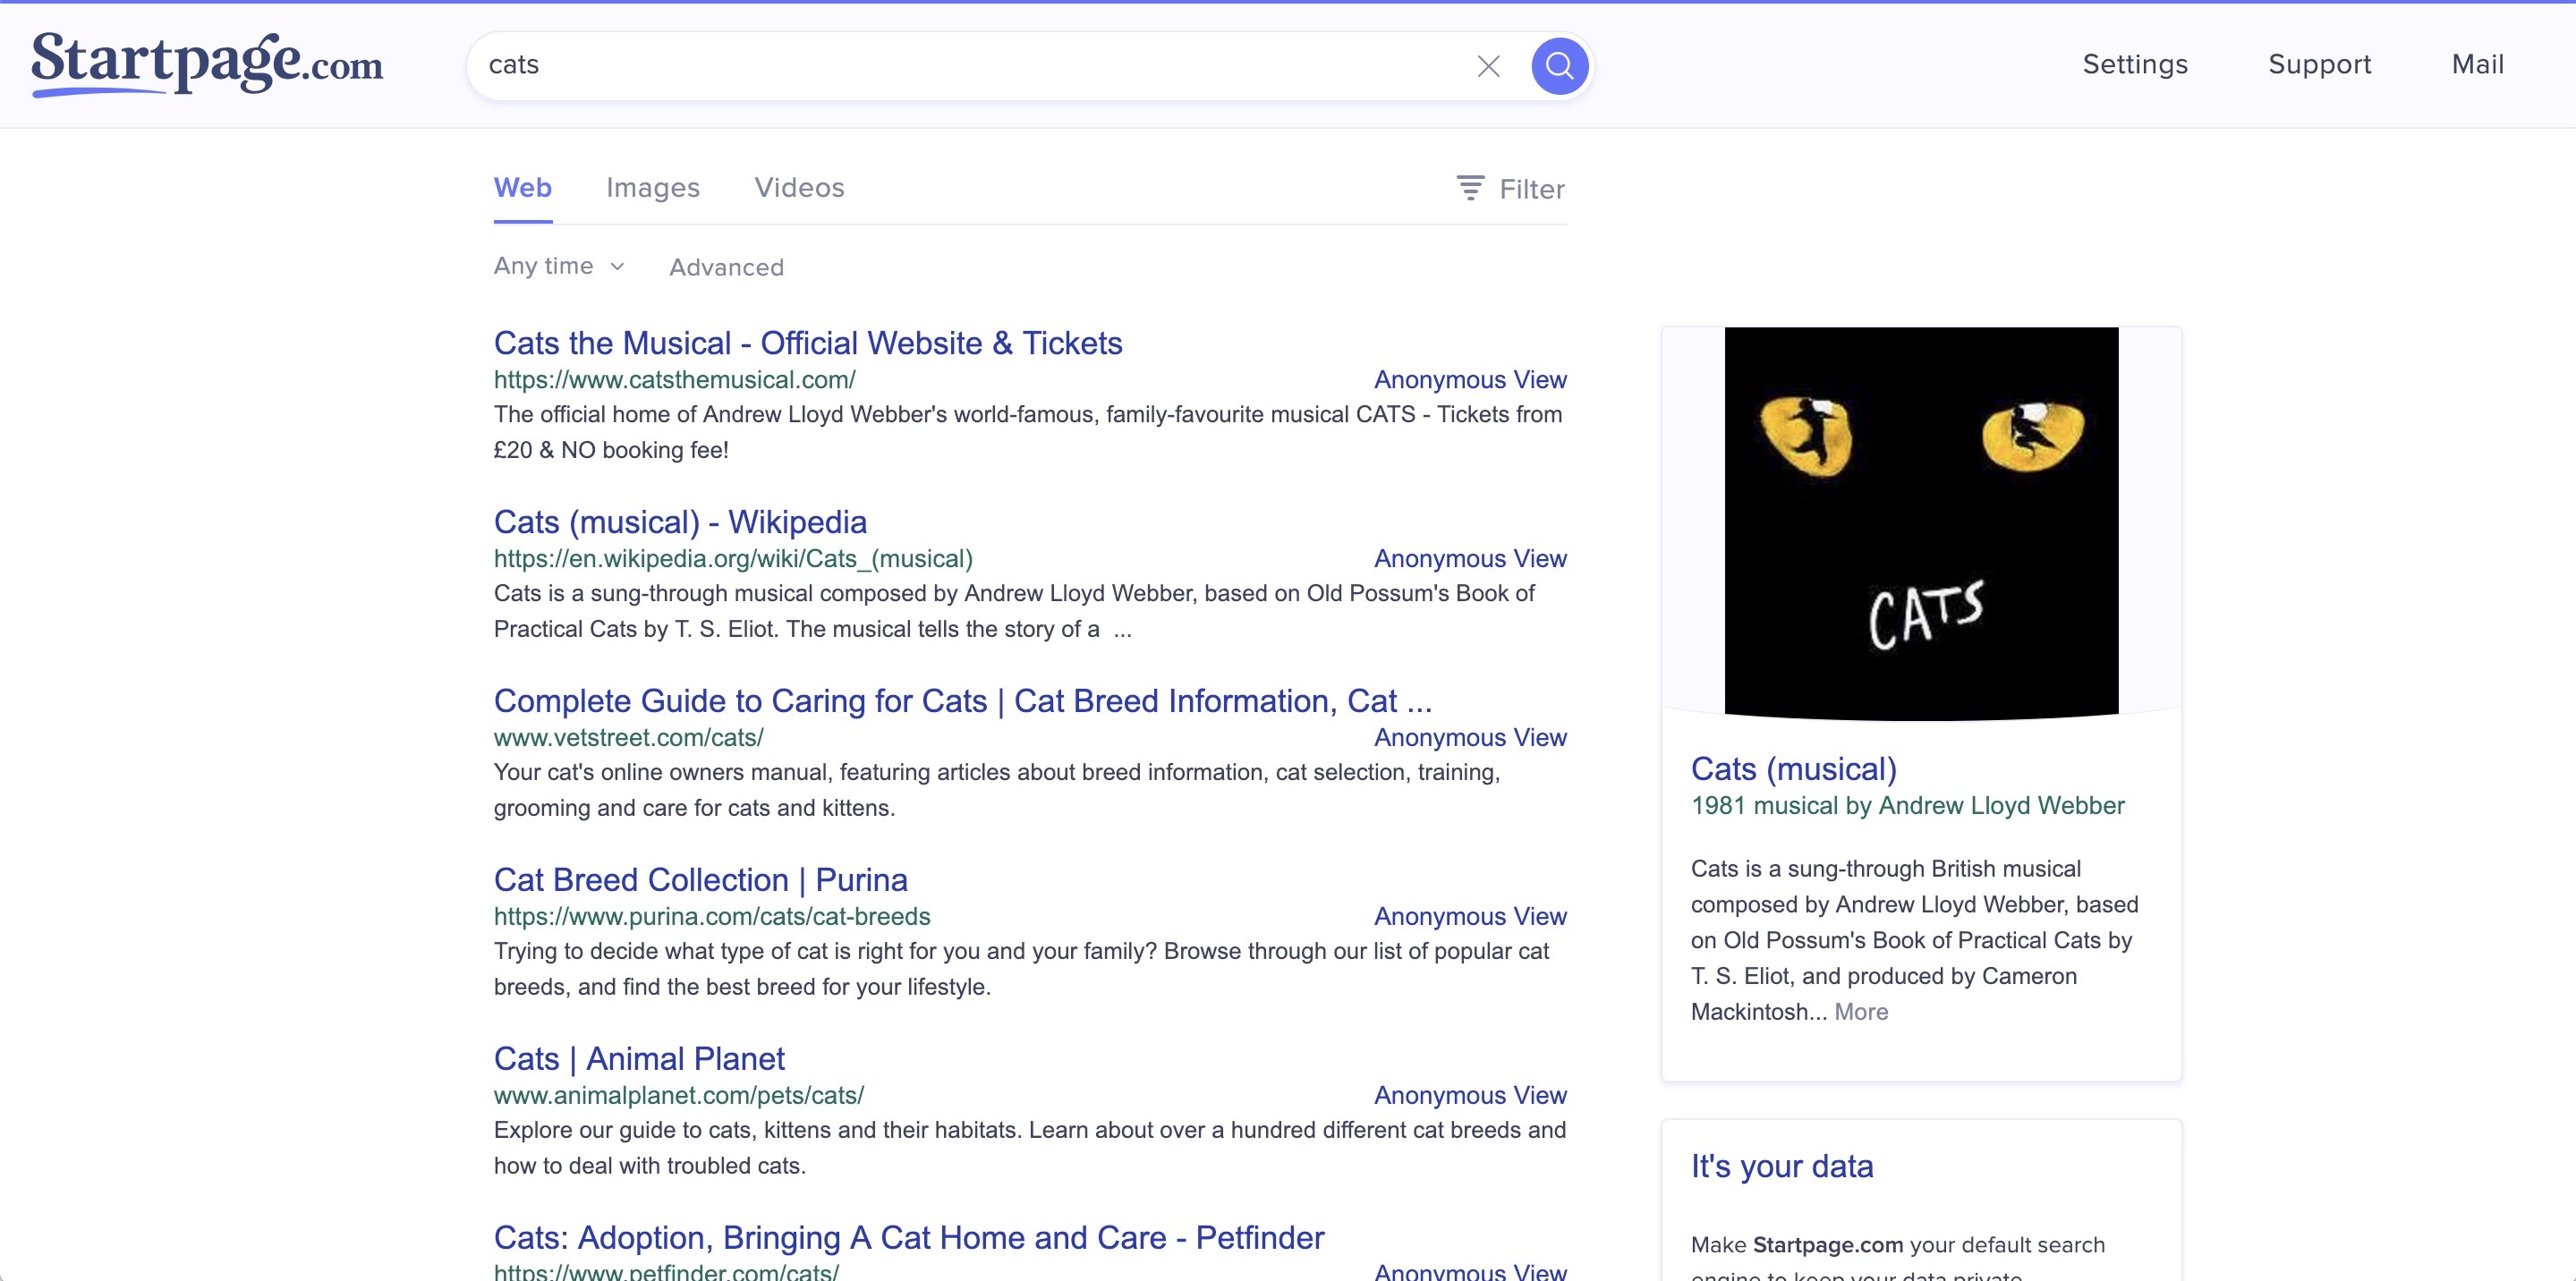 Startpage.com
cats
Settings
Support
Mail
Web
Images
Videos
Filter
Any time
Advanced
Cats the Musical - Official Website & Tickets
https://www.catsthemusical.com/
Anonymous View
The official home of Andrew Lloyd Webber's world-famous, family-favourite musical CATS - Tickets from
£20 & NO booking fee!
Cats (musical) - Wikipedia
https://en.wikipedia.org/wiki/Cats_(musical)
Anonymous View
Cats is a sung-through musical composed by Andrew Lloyd Webber, based on Old Possum's Book of
Practical Cats by T. S. Eliot. The musical tells the story of a ...
Complete Guide to Caring for Cats | Cat Breed Information, Cat ...
www.vetstreet.com/cats/
Anonymous View
Your cat's online owners manual, featuring articles about breed information, cat selection, training,
grooming and care for cats and kittens.
Cat Breed Collection | Purina
https://www.purina.com/cats/cat-breeds
Anonymous View
Trying to decide what type of cat is right for you and your family? Browse through our list of popular cat
breeds, and find the best breed for your lifestyle.
Cats | Animal Planet
www.animalplanet.com/pets/cats/
Anonymous View
Explore our guide to cats, kittens and their habitats. Learn about over a hundred different cat breeds and
how to deal with troubled cats.
Cats: Adoption, Bringing A Cat Home and Care - Petfinder
https://www.petfinder.com/cats/
Anonymous View
CATS
Cats (musical)
1981 musical by Andrew Lloyd Webber
Cats is a sung-through British musical
composed by Andrew Lloyd Webber, based
on Old Possum's Book of Practical Cats by
T. S. Eliot, and produced by Cameron
Mackintosh... More
It's your data
Make Startpage.com your default search
engine to keep your data private